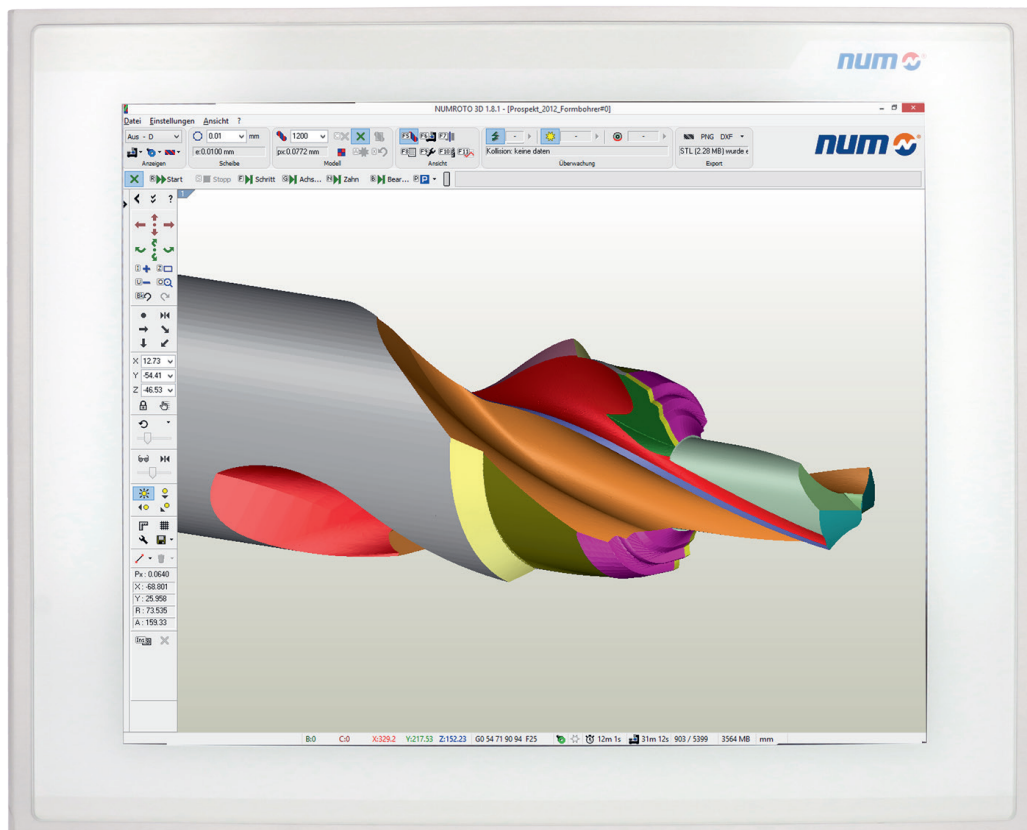 num
NUMROTO 3D 1.8.1 - [Prospekt_2012_Formbohrer#0]
Datei Einstellungen Ansicht ?
Aus - D
0.01 mm
1200
PNG DXF
num
e:0.0100 mm
px:0.0772 mm
Kollision: keine daten
STL (2.28 MB) wurde e
Anzeigen Scheibe Modell Ansicht Überwachung Export
Start Stopp Schritt Achs... Zahn Bear...
1
?
X 12.73
Y -54.41
Z -46.53
Px : 0.0640
X : -68.801
Y : 25.958
R : 73.535
A : 159.33
B:0 C:0 X:329.2 Y:217.53 Z:152.23 G0 54 71 90 94 F25 12m 1s 31m 12s 903 / 5399 3564 MB mm